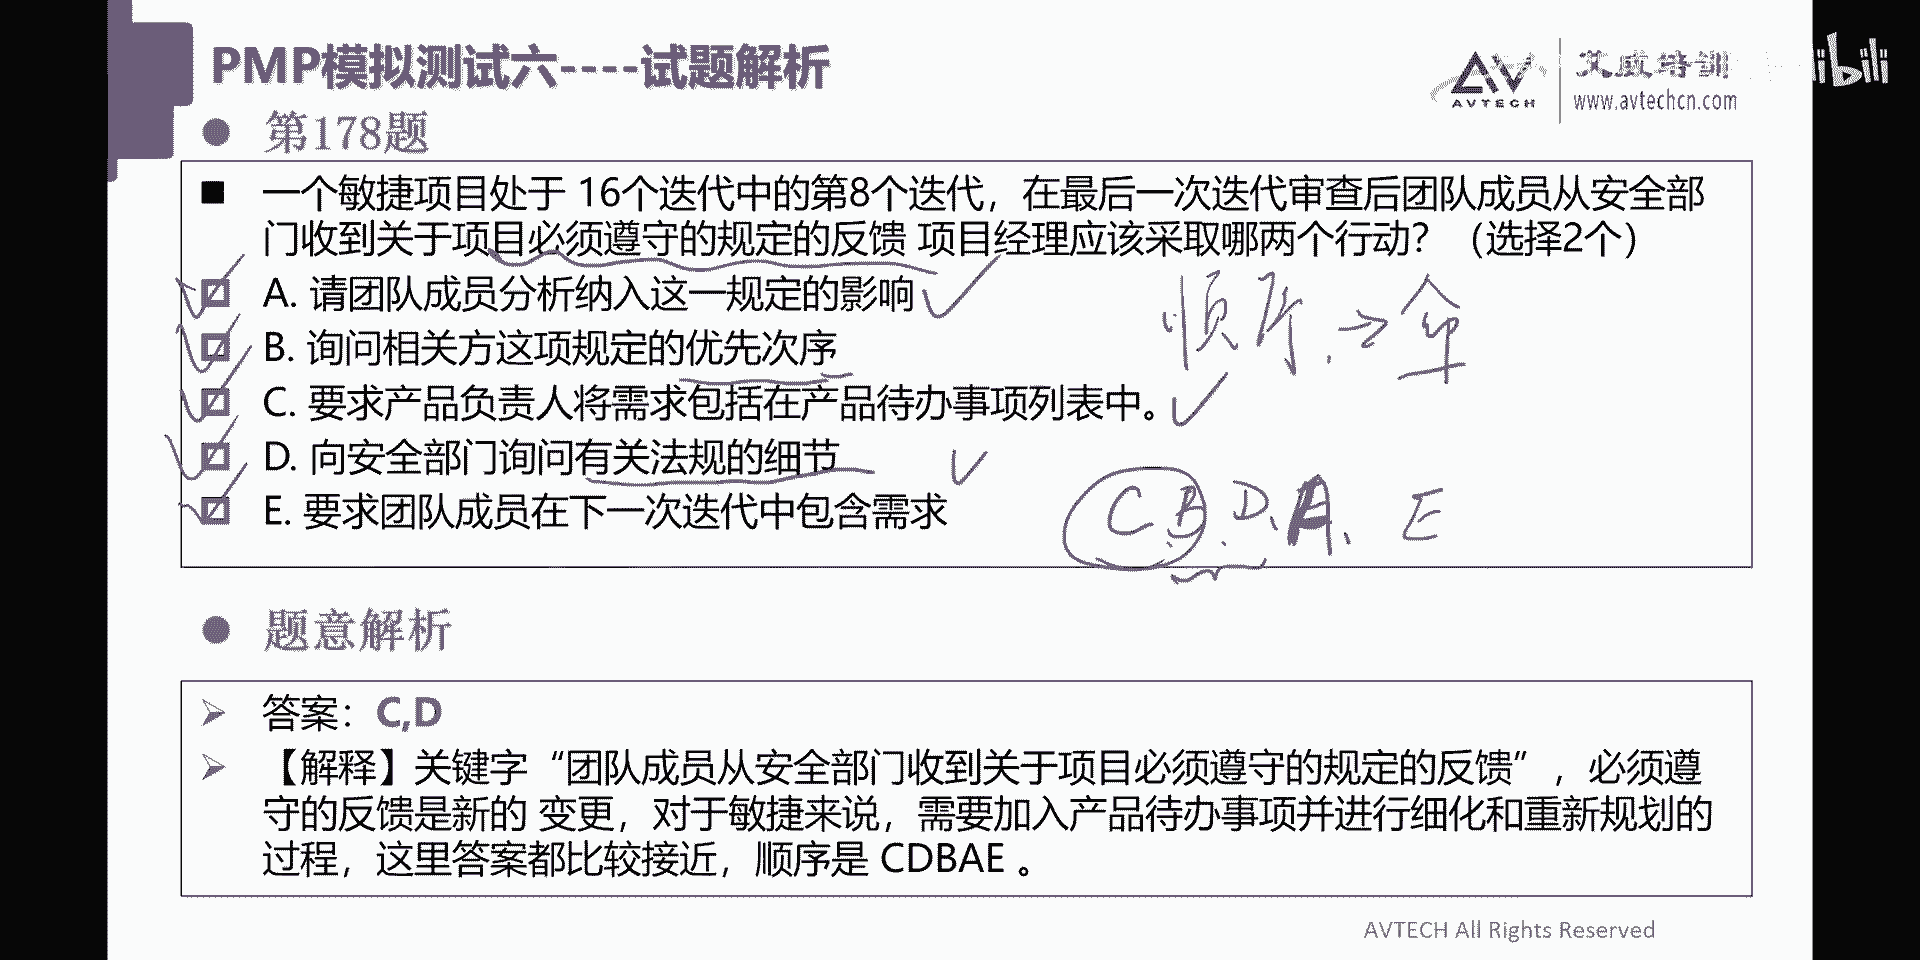 PMP模拟测试六----试题解析
AVTECH
艾威培训
www.avtechcn.com
bilibili
第178题
一个敏捷项目处于 16个迭代中的第8个迭代，在最后一次迭代审查后团队成员从安全部
门收到关于项目必须遵守的规定的反馈 项目经理应该采取哪两个行动？（选择2个）
A. 请团队成员分析纳入这一规定的影响
B. 询问相关方这项规定的优先次序
C. 要求产品负责人将需求包括在产品待办事项列表中。
D. 向安全部门询问有关法规的细节
E. 要求团队成员在下一次迭代中包含需求
顺序
C B D A E
题意解析
答案：C,D
【解释】关键字“团队成员从安全部门收到关于项目必须遵守的规定的反馈”，必须遵
守的反馈是新的 变更，对于敏捷来说，需要加入产品待办事项并进行细化和重新规划的
过程，这里答案都比较接近，顺序是 CDBAE 。
AVTECH All Rights Reserved